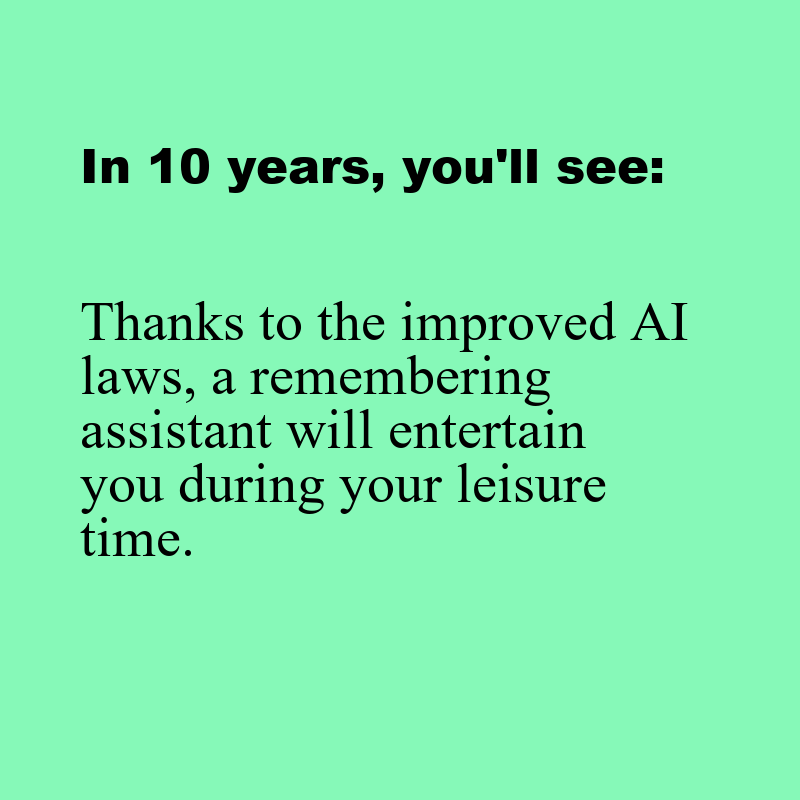 In 10 years, you'll see:
Thanks to the improved AI
laws, a remembering
assistant will entertain
you during your leisure
time.